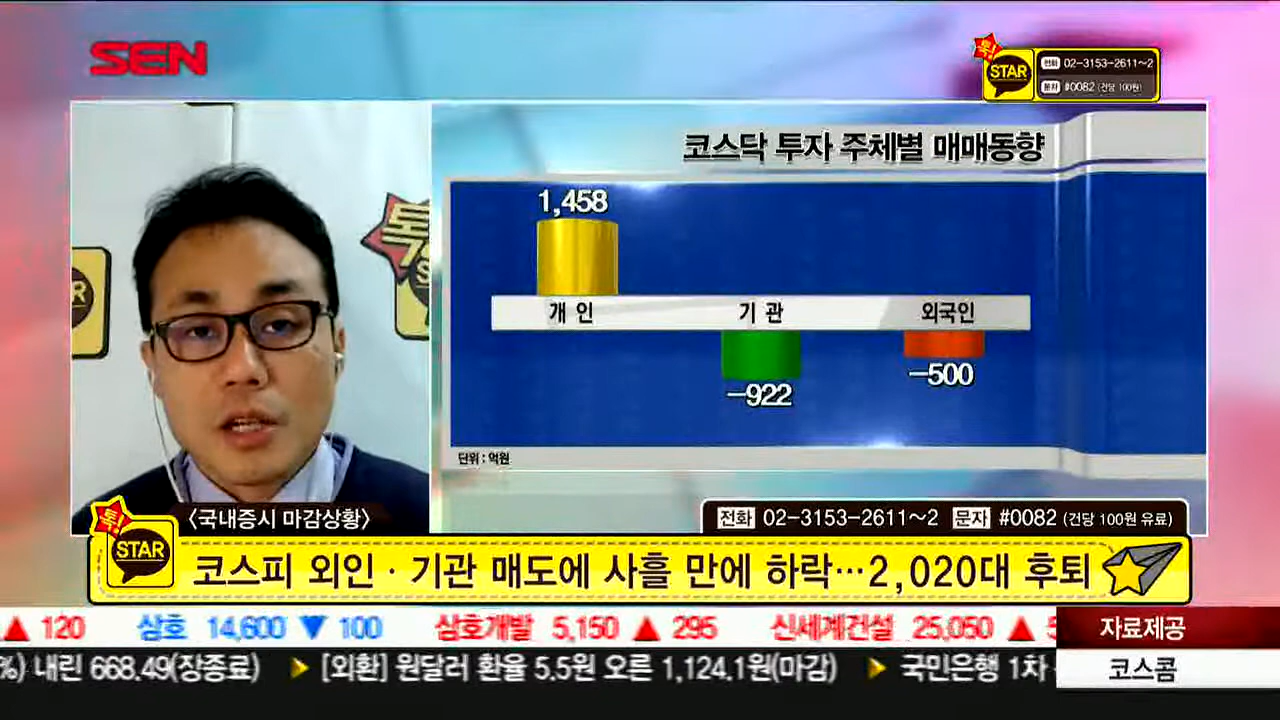 SEN
톡!
STAR
전화 02-3153-2611~2
문자 #0082 (건당 100원)
코스닥 투자 주체별 매매동향
1,458
개 인
기 관
외국인
-922
-500
단위 : 억원
〈국내증시 마감상황〉
전화 02-3153-2611~2 문자 #0082 (건당 100원 유료)
톡!
STAR
코스피 외인·기관 매도에 사흘 만에 하락…2,020대 후퇴
▲ 120 삼호 14,600 ▼ 100 삼호개발 5,150 ▲ 295 신세계건설 25,050 ▲
자료제공
%) 내린 668.49(장종료) ▶ [외환] 원달러 환율 5.5원 오른 1,124.1원(마감) ▶ 국민은행 1차
코스콤